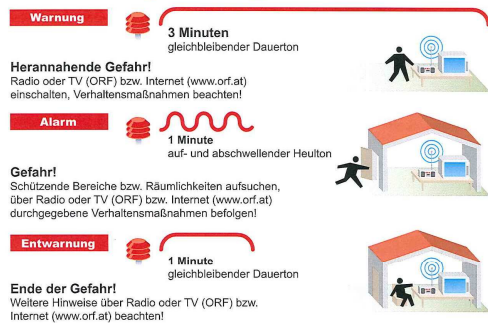 Warnung
3 Minuten
gleichbleibender Dauerton
Herannahende Gefahr!
Radio oder TV (ORF) bzw. Internet (www.orf.at)
einschalten, Verhaltensmaßnahmen beachten!
Alarm
1 Minute
auf- und abschwellender Heulton
Gefahr!
Schützende Bereiche bzw. Räumlichkeiten aufsuchen,
über Radio oder TV (ORF) bzw. Internet (www.orf.at)
durchgegebene Verhaltensmaßnahmen befolgen!
Entwarnung
1 Minute
gleichbleibender Dauerton
Ende der Gefahr!
Weitere Hinweise über Radio oder TV (ORF) bzw.
Internet (www.orf.at) beachten!